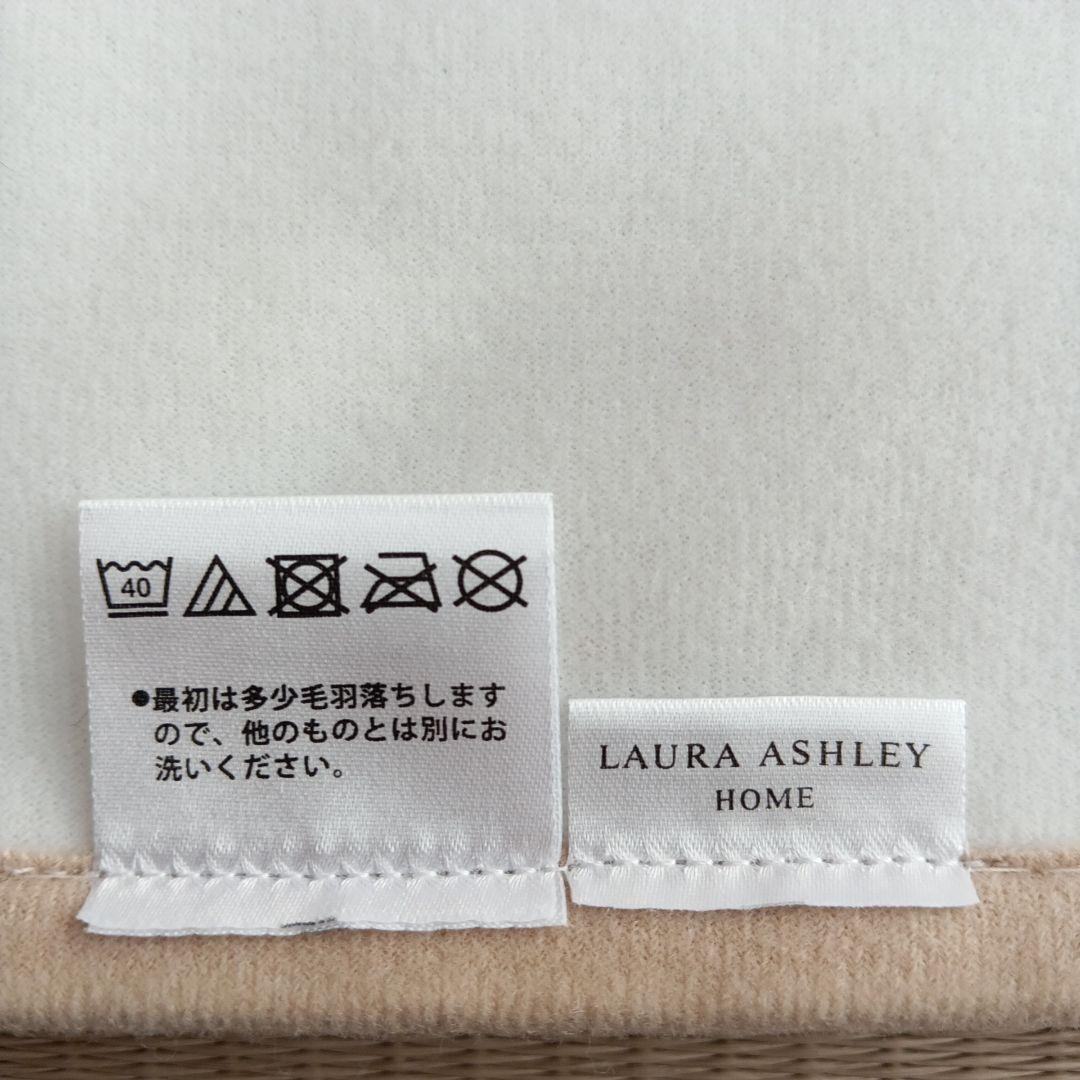 40
●最初は多少毛羽落ちします
ので、他のものとは別にお
洗いください。
LAURA ASHLEY
HOME